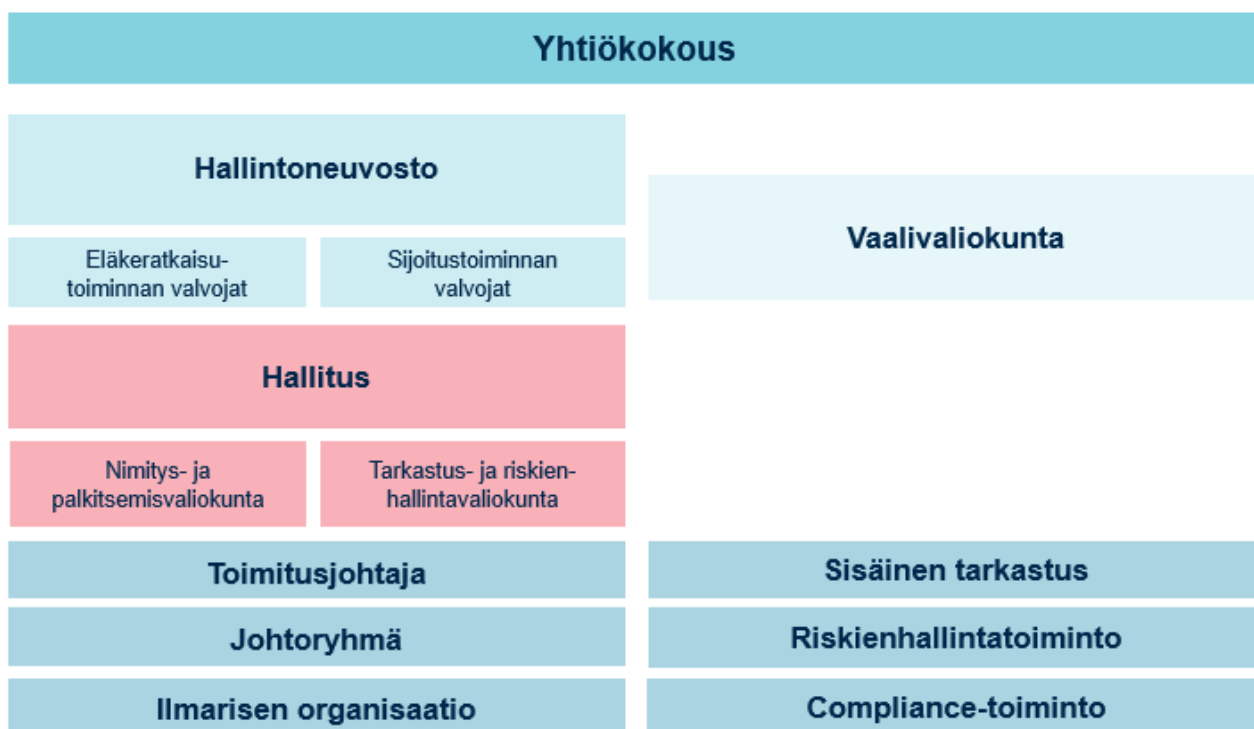 Yhtiökokous
Hallintoneuvosto
Vaalivaliokunta
Eläkeratkaisu-
toiminnan valvojat
Sijoitustoiminnan
valvojat
Hallitus
Nimitys- ja
palkitsemisvaliokunta
Tarkastus- ja riskien-
hallintavaliokunta
Toimitusjohtaja
Sisäinen tarkastus
Johtoryhmä
Riskienhallintatoiminto
Ilmarisen organisaatio
Compliance-toiminto